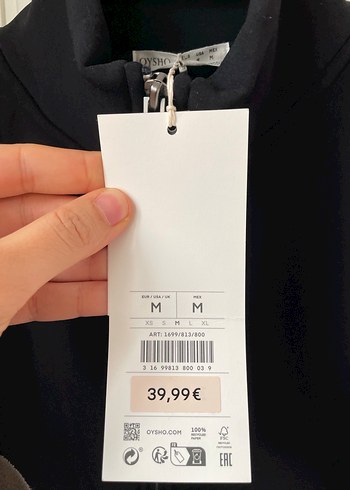 OYSHO
EUR / USA / UK MEX
M M
XS S M L XL
ART: 1699/813/800
3 16 99813 800 03 9
39,99€
OYSHO.COM
100%
RECYCLED
PAPER
FSC
EAC